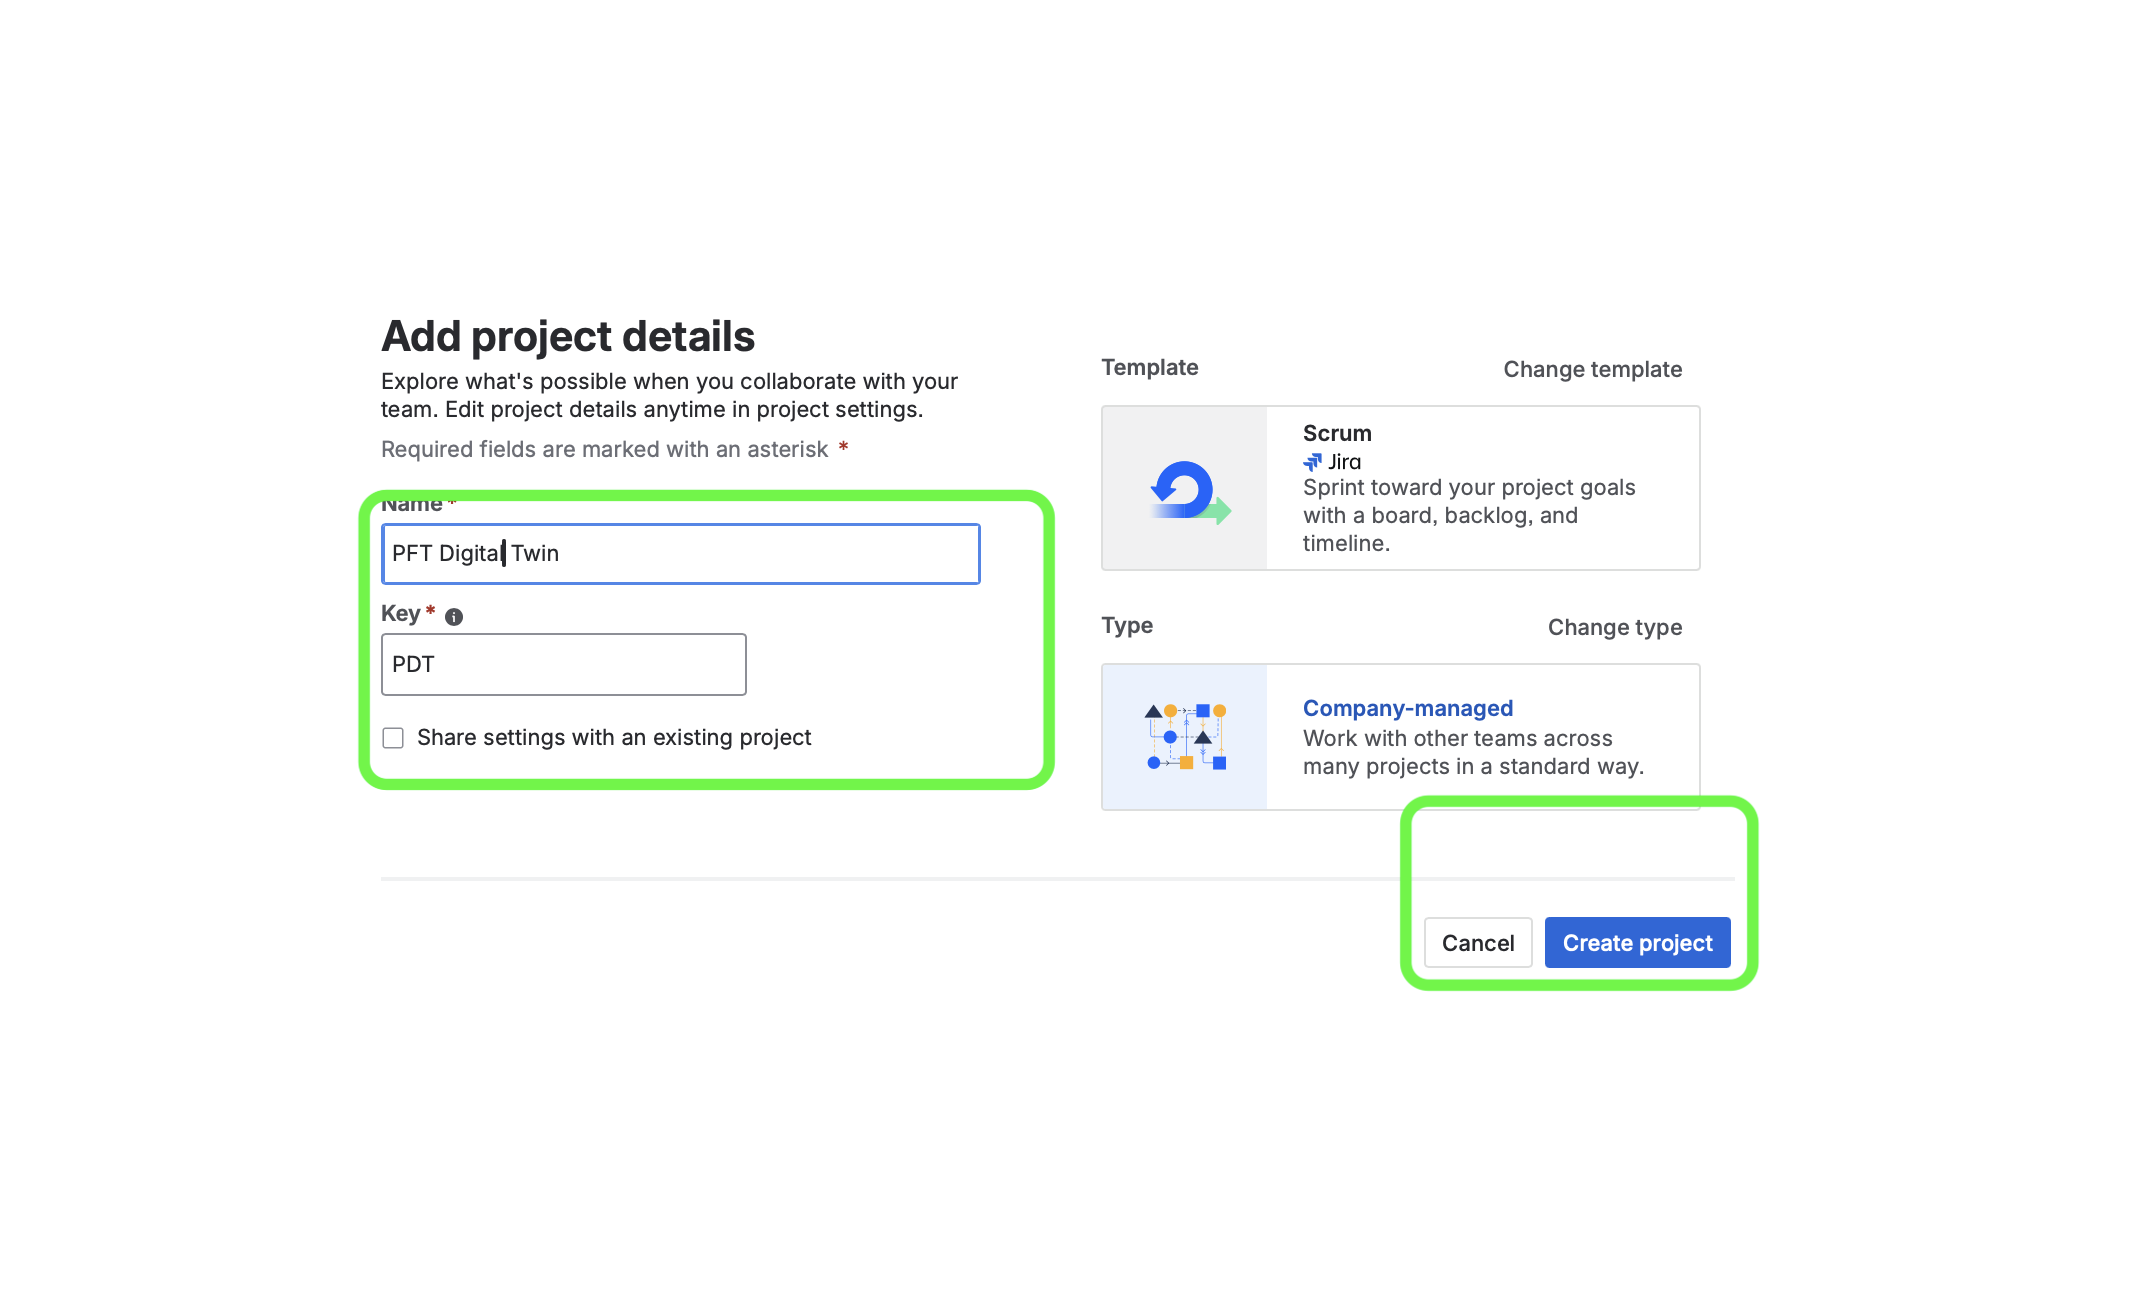 Add project details
Explore what's possible when you collaborate with your
team. Edit project details anytime in project settings.
Required fields are marked with an asterisk *
Name *
PFT Digital Twin
Key *
PDT
Share settings with an existing project
Template
Change template
Scrum
Jira
Sprint toward your project goals
with a board, backlog, and
timeline.
Type
Change type
Company-managed
Work with other teams across
many projects in a standard way.
Cancel
Create project